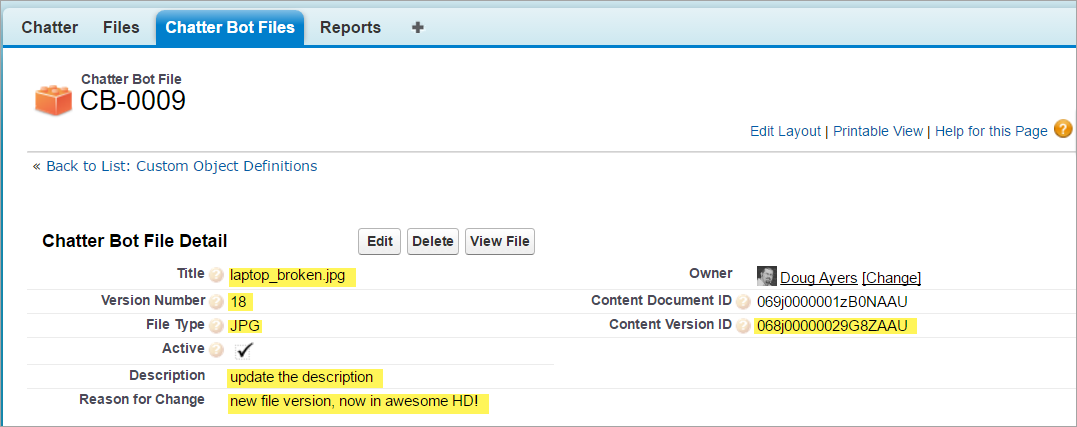 Chatter Files Chatter Bot Files Reports +
Chatter Bot File
CB-0009
Edit Layout | Printable View | Help for this Page ?
« Back to List: Custom Object Definitions
Chatter Bot File Detail Edit Delete View File
Title ? laptop_broken.jpg Owner Doug Ayers [Change]
Version Number ? 18 Content Document ID ? 069j0000001zB0NAAU
File Type ? JPG Content Version ID ? 068j00000029G8ZAAU
Active ? ✓
Description update the description
Reason for Change new file version, now in awesome HD!